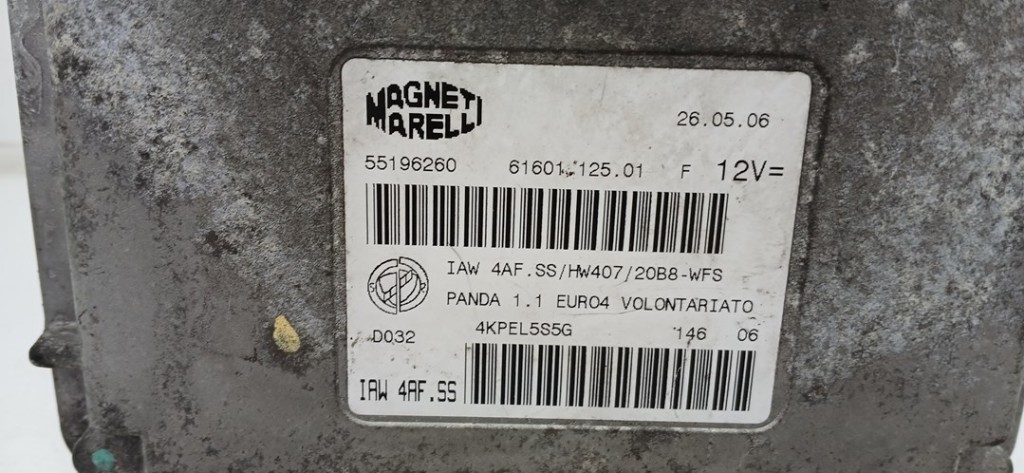 MAGNETI
MARELLI
26.05.06
55196260 61601.125.01 F 12V=
IAW 4AF.SS/HW407/20B8-WFS
PANDA 1.1 EURO4 VOLONTARIATO
D032 4KPEL5S5G 146 06
IAW 4AF.SS